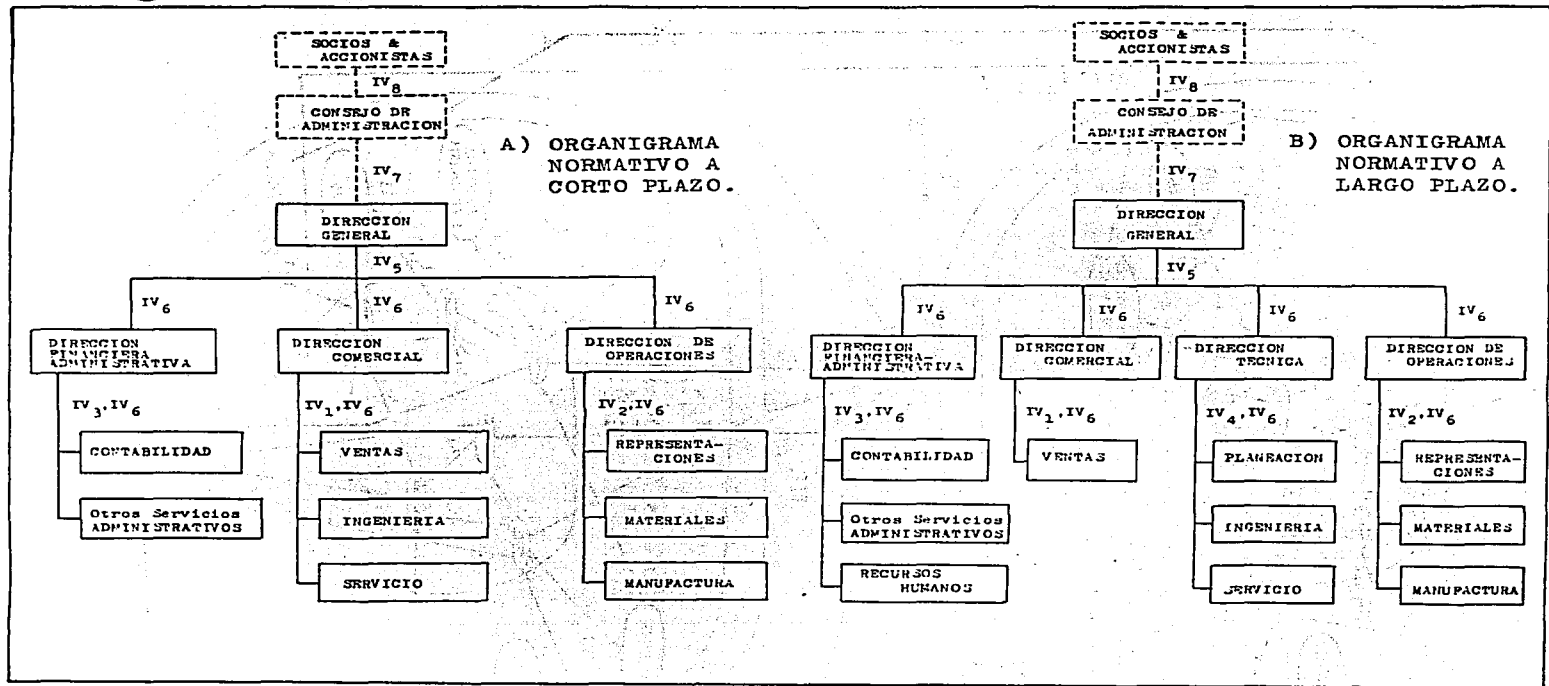 SOCIOS &
ACCIONISTAS
IV8
CONSEJO DE
ADMINISTRACION
A) ORGANIGRAMA
NORMATIVO A
CORTO PLAZO.
IV7
DIRECCION
GENERAL
IV5
IV6
IV6
IV6
DIRECCION
FINANCIERA
ADMINISTRATIVA
DIRECCION
COMERCIAL
DIRECCION DE
OPERACIONES
IV3,IV6
CONTABILIDAD
Otros Servicios
ADMINISTRATIVOS
IV1,IV6
VENTAS
INGENIERIA
SERVICIO
IV2,IV6
REPRESENTA-
CIONES
MATERIALES
MANUFACTURA
SOCIOS &
ACCIONISTAS
IV8
CONSEJO DE
ADMINISTRACION
B) ORGANIGRAMA
NORMATIVO A
LARGO PLAZO.
IV7
DIRECCION
GENERAL
IV5
IV6
IV6
IV6
IV6
DIRECCION
FINANCIERA-
ADMINISTRATIVA
DIRECCION
COMERCIAL
DIRECCION
TECNICA
DIRECCION DE
OPERACIONES
IV3,IV6
CONTABILIDAD
Otros Servicios
ADMINISTRATIVOS
RECURSOS
HUMANOS
IV1,IV6
VENTAS
IV4,IV6
PLANEACION
INGENIERIA
SERVICIO
IV2,IV6
REPRESENTA-
CIONES
MATERIALES
MANUFACTURA